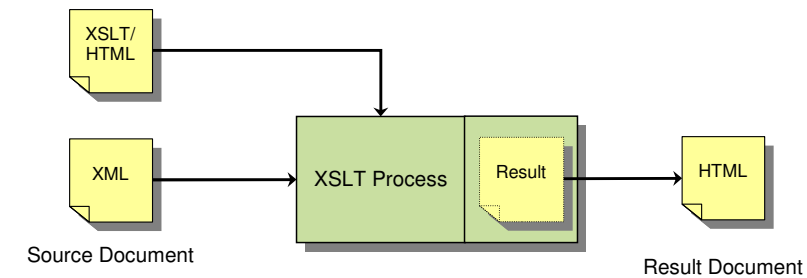 XSLT/
HTML
XML
XSLT Process
Result
HTML
Source Document
Result Document